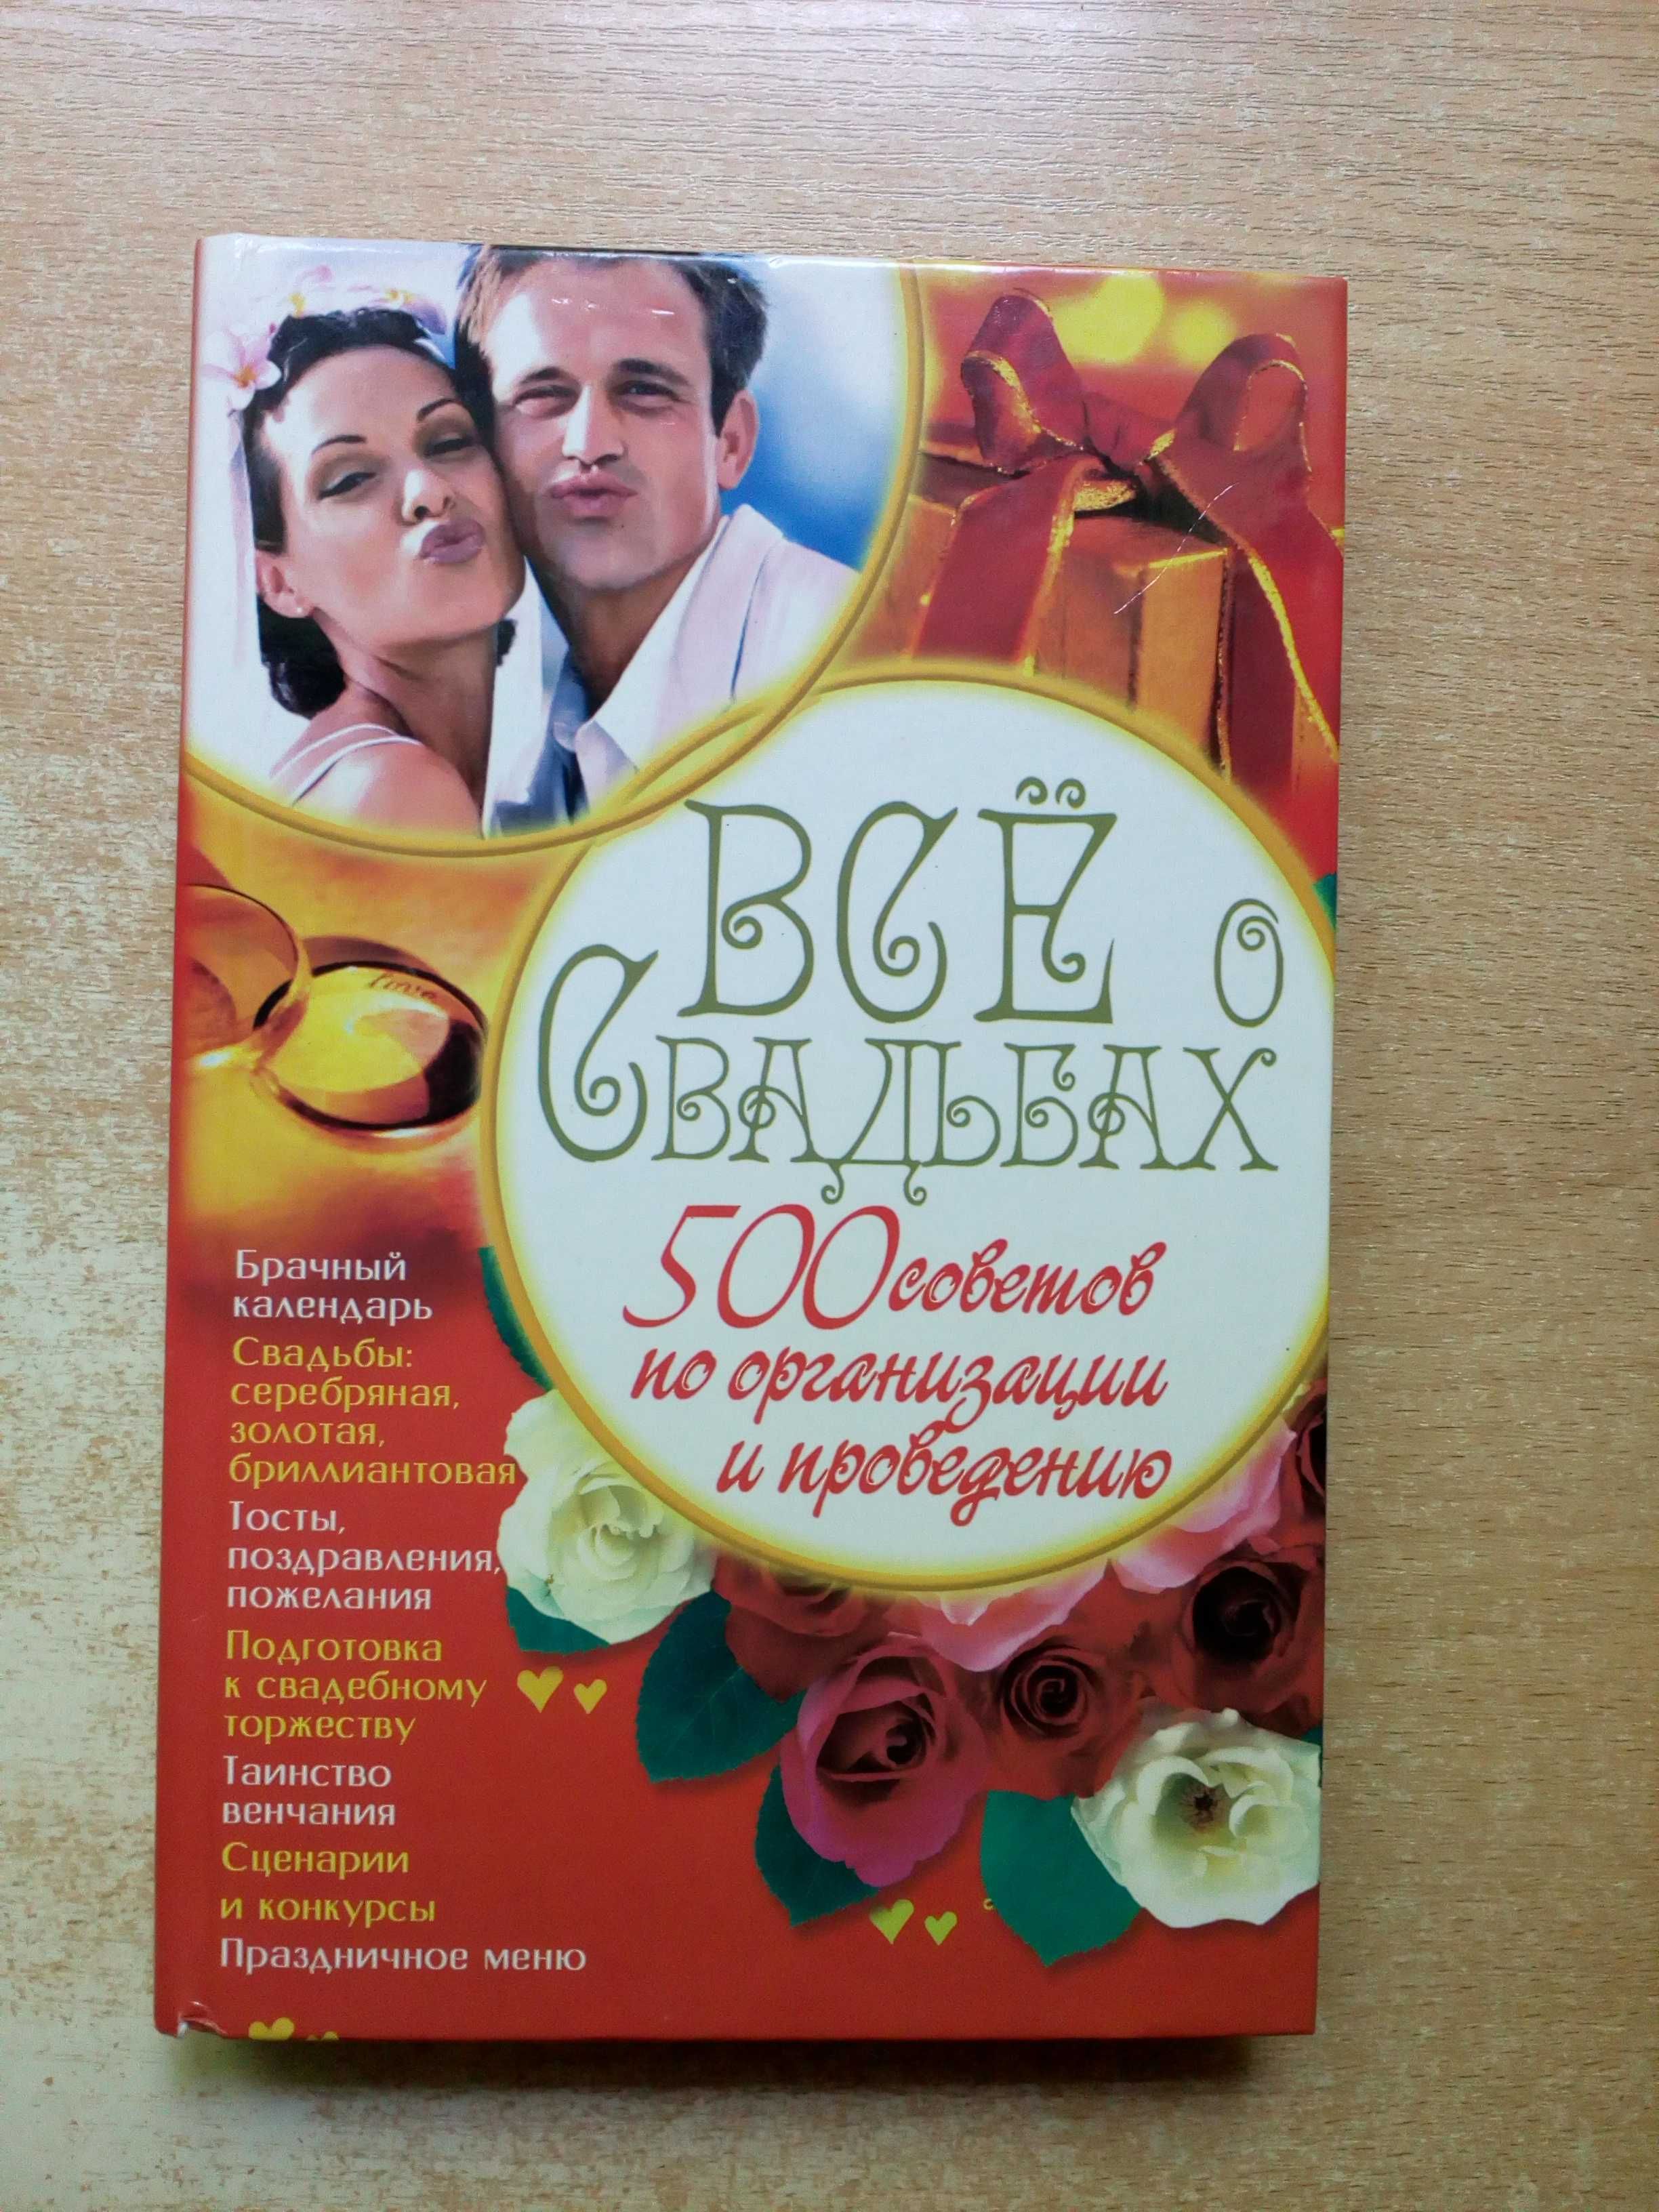 ВСЁ О
СВАДЬБАХ
500 советов
по организации
и проведению
love
Брачный
календарь
Свадьбы:
серебряная,
золотая,
бриллиантовая
Тосты,
поздравления,
пожелания
Подготовка
к свадебному
торжеству
Таинство
венчания
Сценарии
и конкурсы
Праздничное меню